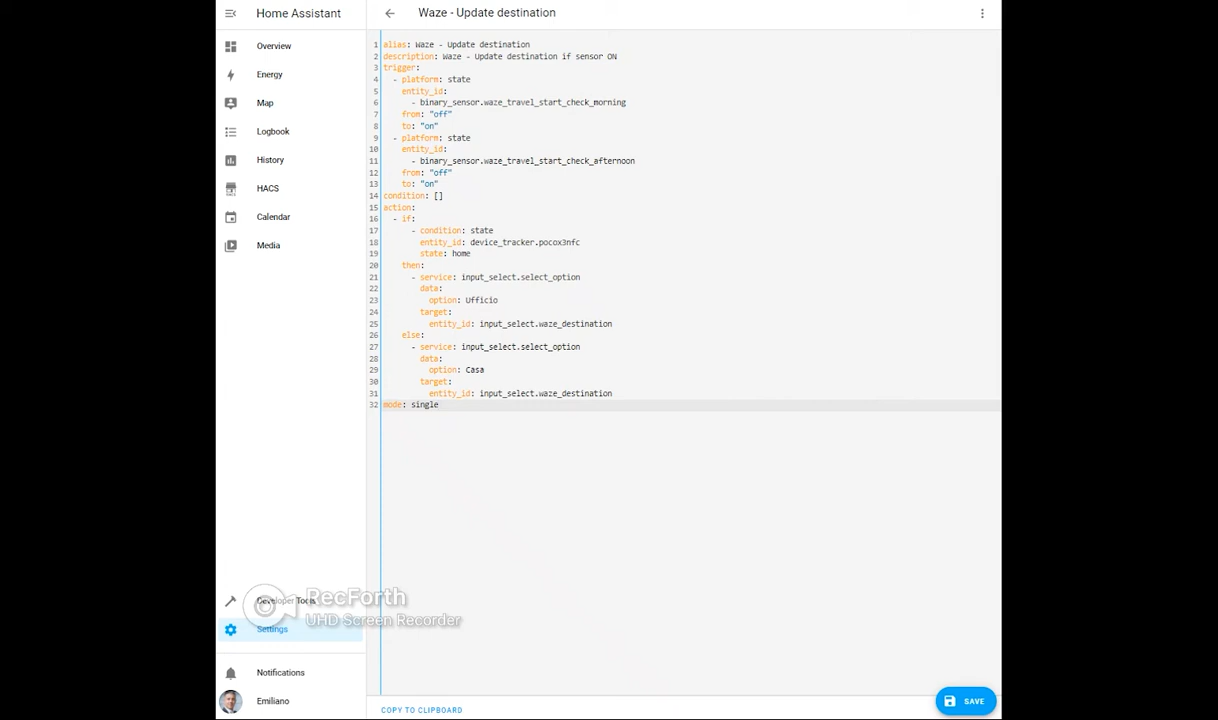 Home Assistant
Waze - Update destination
Overview
Energy
Map
Logbook
History
HACS
Calendar
Media
Developer Tools
Settings
Notifications
Emiliano
1 alias: Waze - Update destination
2 description: Waze - Update destination if sensor ON
3 trigger:
4 - platform: state
5 entity_id:
6 - binary_sensor.waze_travel_start_check_morning
7 from: "off"
8 to: "on"
9 - platform: state
10 entity_id:
11 - binary_sensor.waze_travel_start_check_afternoon
12 from: "off"
13 to: "on"
14 condition: []
15 action:
16 - if:
17 - condition: state
18 entity_id: device_tracker.pocox3nfc
19 state: home
20 then:
21 - service: input_select.select_option
22 data:
23 option: Ufficio
24 target:
25 entity_id: input_select.waze_destination
26 else:
27 - service: input_select.select_option
28 data:
29 option: Casa
30 target:
31 entity_id: input_select.waze_destination
32 mode: single
RecForth
UHD Screen Recorder
COPY TO CLIPBOARD
SAVE